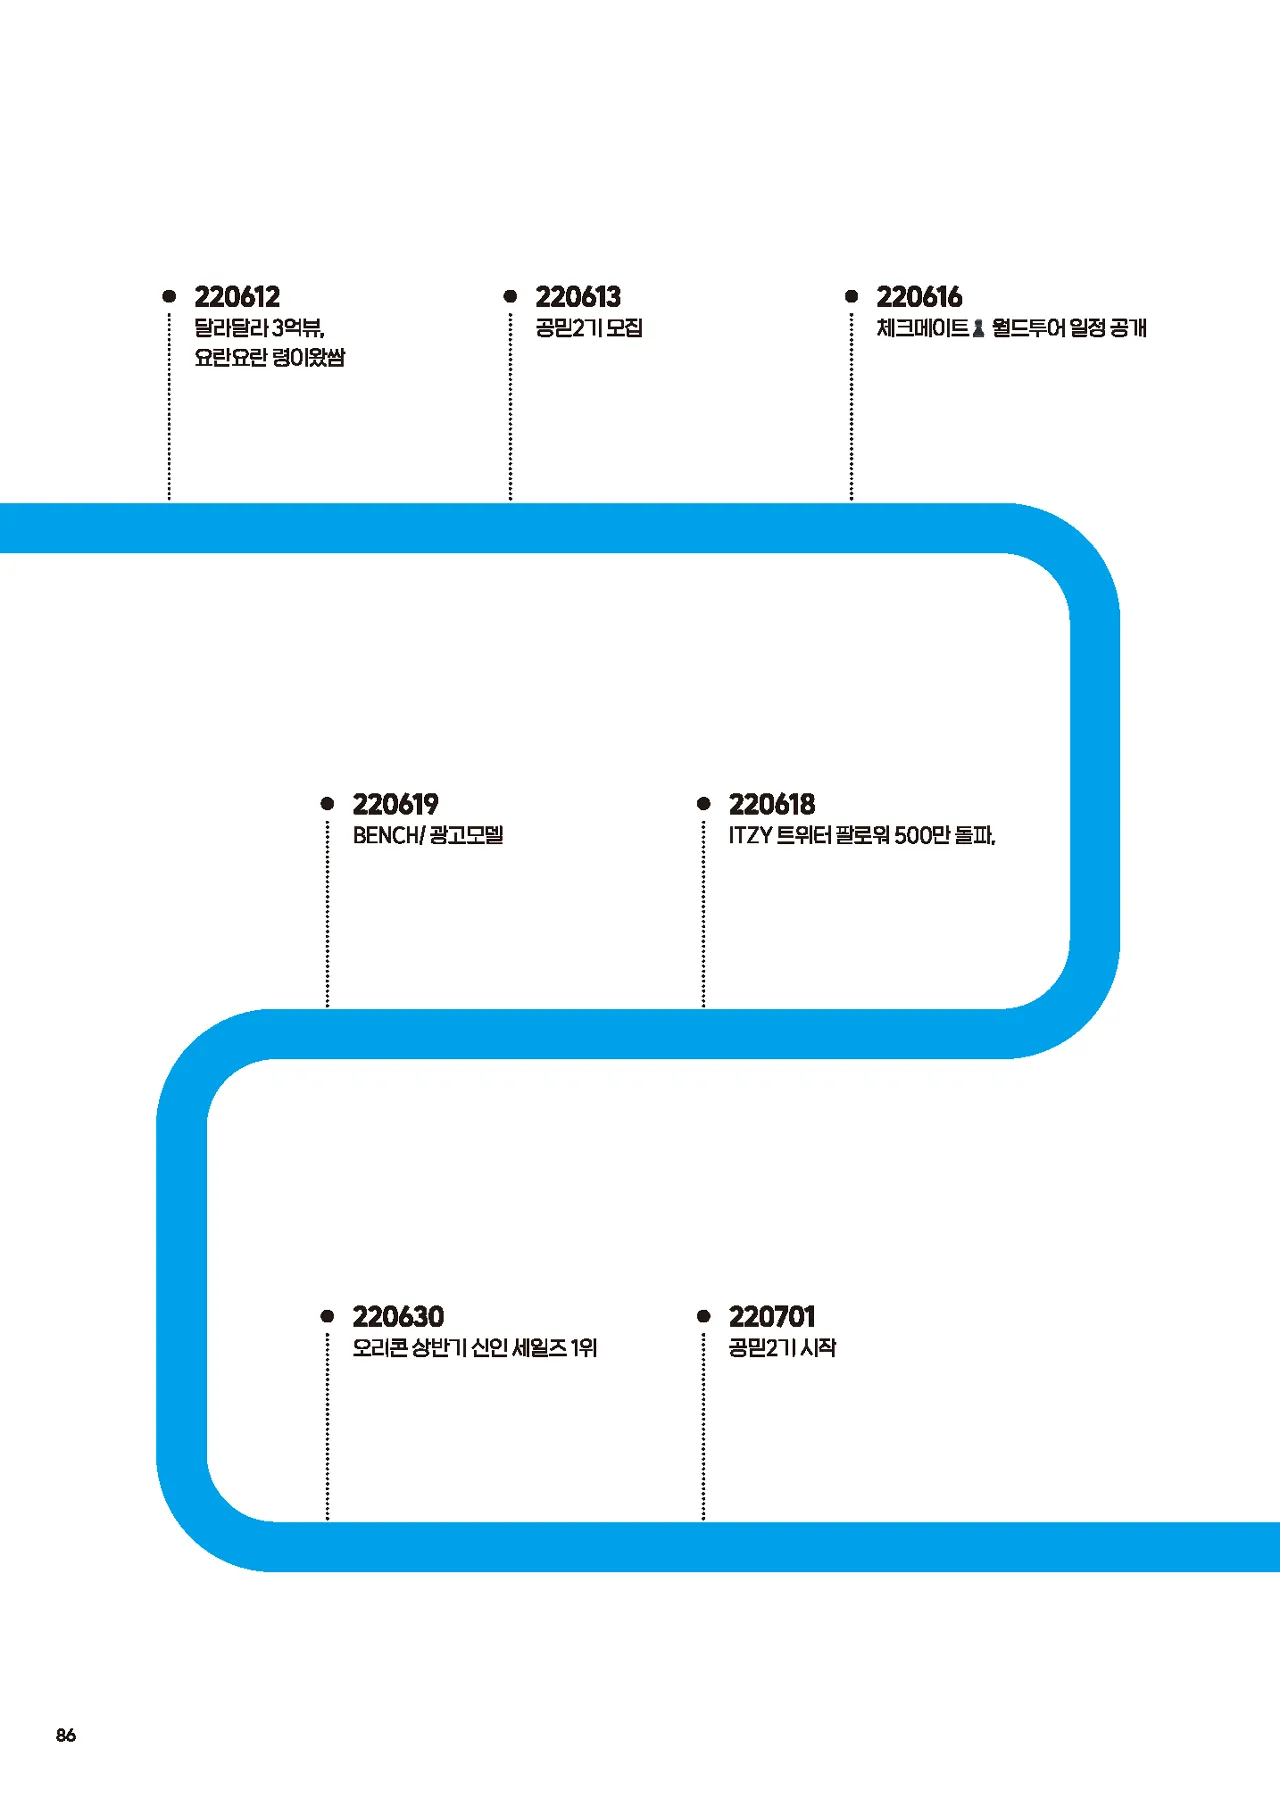 220612
달라달라 3억뷰,
요란요란 령이왔쌈
220613
공믿2기 모집
220616
체크메이트♟️ 월드투어 일정 공개
220618
ITZY 트위터 팔로워 500만 돌파,
220619
BENCH/ 광고모델
220630
오리콘 상반기 신인 세일즈 1위
220701
공믿2기 시작
86